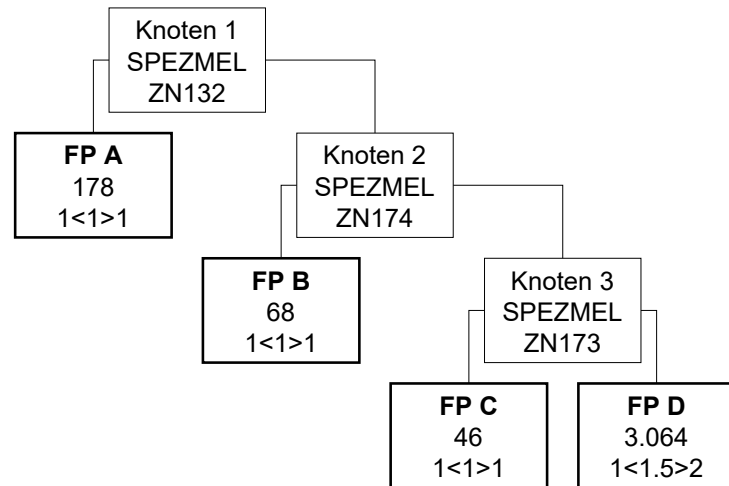 Knoten 1
SPEZMEL
ZN132
FP A
178
1<1>1
Knoten 2
SPEZMEL
ZN174
FP B
68
1<1>1
Knoten 3
SPEZMEL
ZN173
FP C
46
1<1>1
FP D
3.064
1<1.5>2